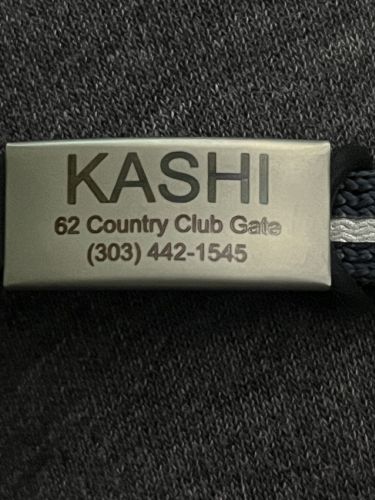 KASHI
62 Country Club Gate
(303) 442-1545